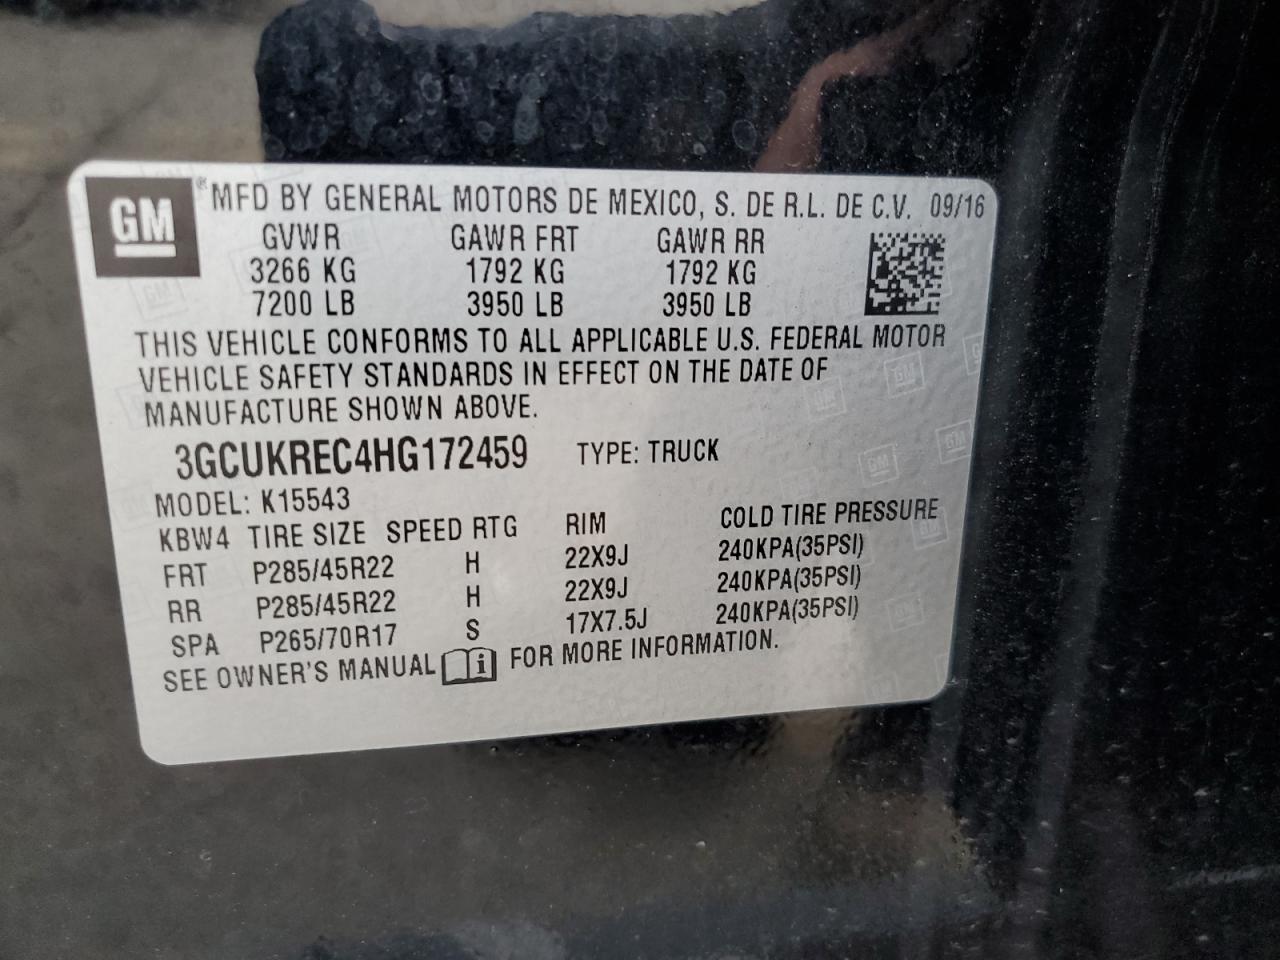 GM ® MFD BY GENERAL MOTORS DE MEXICO, S. DE R.L. DE C.V. 09/16
GVWR GAWR FRT GAWR RR
3266 KG 1792 KG 1792 KG
7200 LB 3950 LB 3950 LB
THIS VEHICLE CONFORMS TO ALL APPLICABLE U.S. FEDERAL MOTOR
VEHICLE SAFETY STANDARDS IN EFFECT ON THE DATE OF
MANUFACTURE SHOWN ABOVE.
3GCUKREC4HG172459 TYPE: TRUCK
MODEL: K15543
KBW4 TIRE SIZE SPEED RTG RIM COLD TIRE PRESSURE
FRT P285/45R22 H 22X9J 240KPA(35PSI)
RR P285/45R22 H 22X9J 240KPA(35PSI)
SPA P265/70R17 S 17X7.5J 240KPA(35PSI)
SEE OWNER'S MANUAL i FOR MORE INFORMATION.